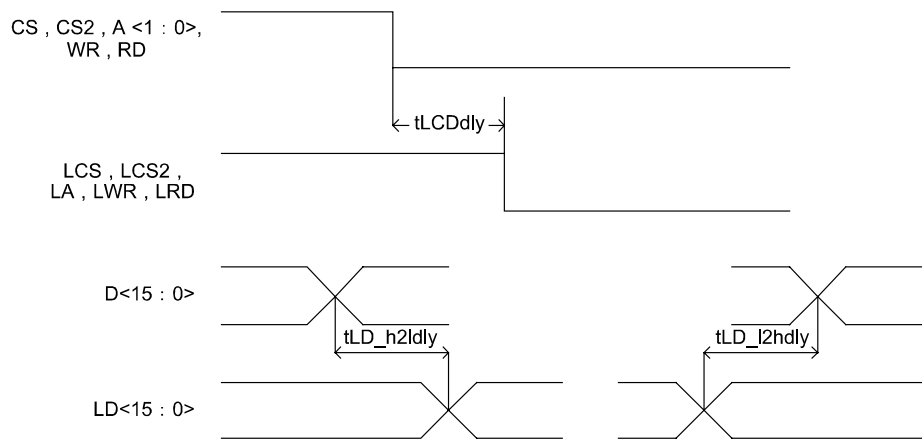 CS , CS2 , A <1 : 0>,
WR , RD
tLCDdly
LCS , LCS2 ,
LA , LWR , LRD
D<15 : 0>
tLD_h2ldly
tLD_l2hdly
LD<15 : 0>